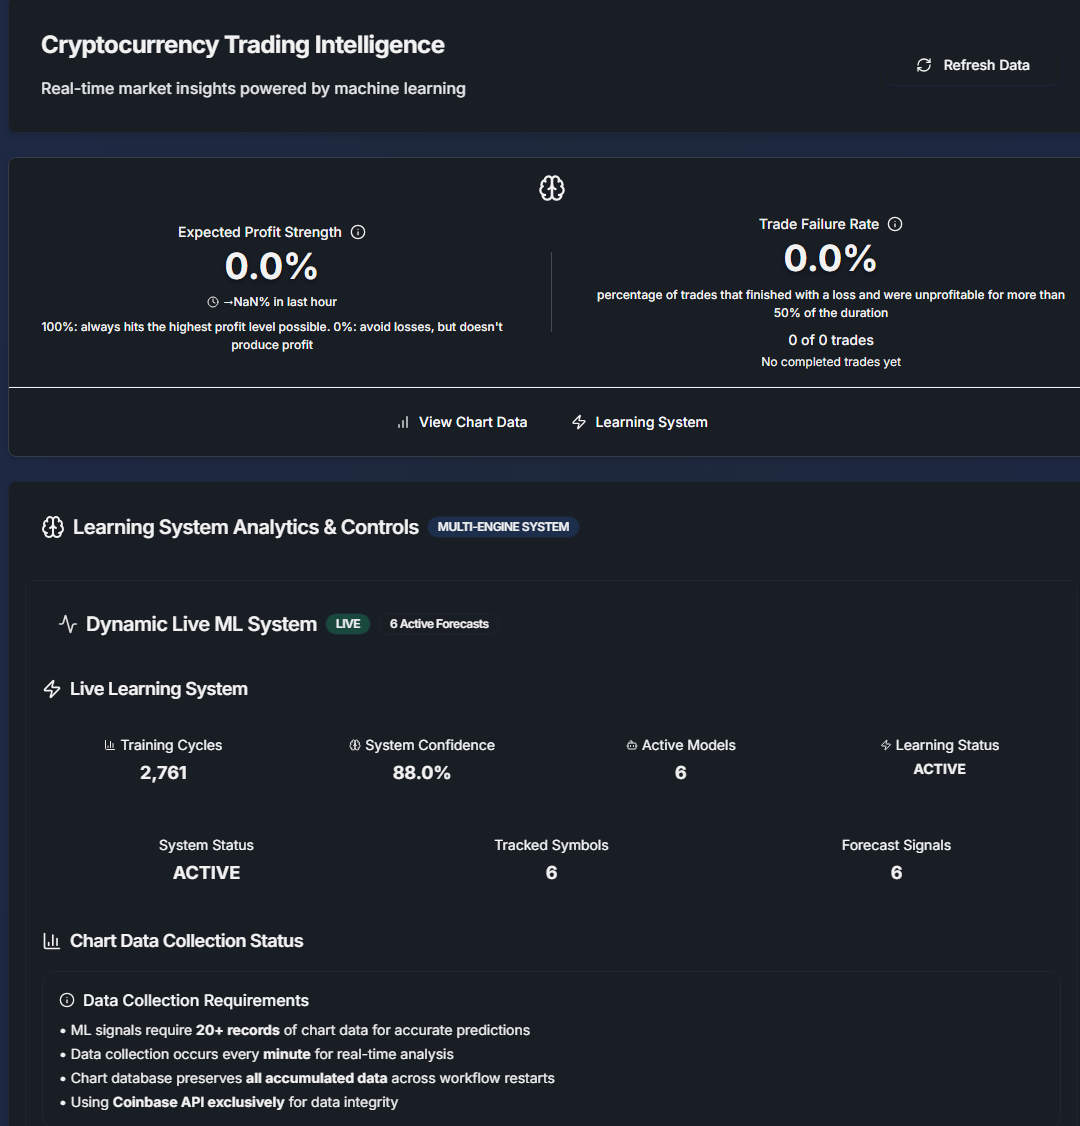 Cryptocurrency Trading Intelligence
Real-time market insights powered by machine learning
Refresh Data
Expected Profit Strength
0.0%
→NaN% in last hour
100%: always hits the highest profit level possible. 0%: avoid losses, but doesn't
produce profit
Trade Failure Rate
0.0%
percentage of trades that finished with a loss and were unprofitable for more than
50% of the duration
0 of 0 trades
No completed trades yet
View Chart Data
Learning System
Learning System Analytics & Controls
MULTI-ENGINE SYSTEM
Dynamic Live ML System
LIVE
6 Active Forecasts
Live Learning System
Training Cycles
2,761
System Confidence
88.0%
Active Models
6
Learning Status
ACTIVE
System Status
ACTIVE
Tracked Symbols
6
Forecast Signals
6
Chart Data Collection Status
Data Collection Requirements
• ML signals require 20+ records of chart data for accurate predictions
• Data collection occurs every minute for real-time analysis
• Chart database preserves all accumulated data across workflow restarts
• Using Coinbase API exclusively for data integrity